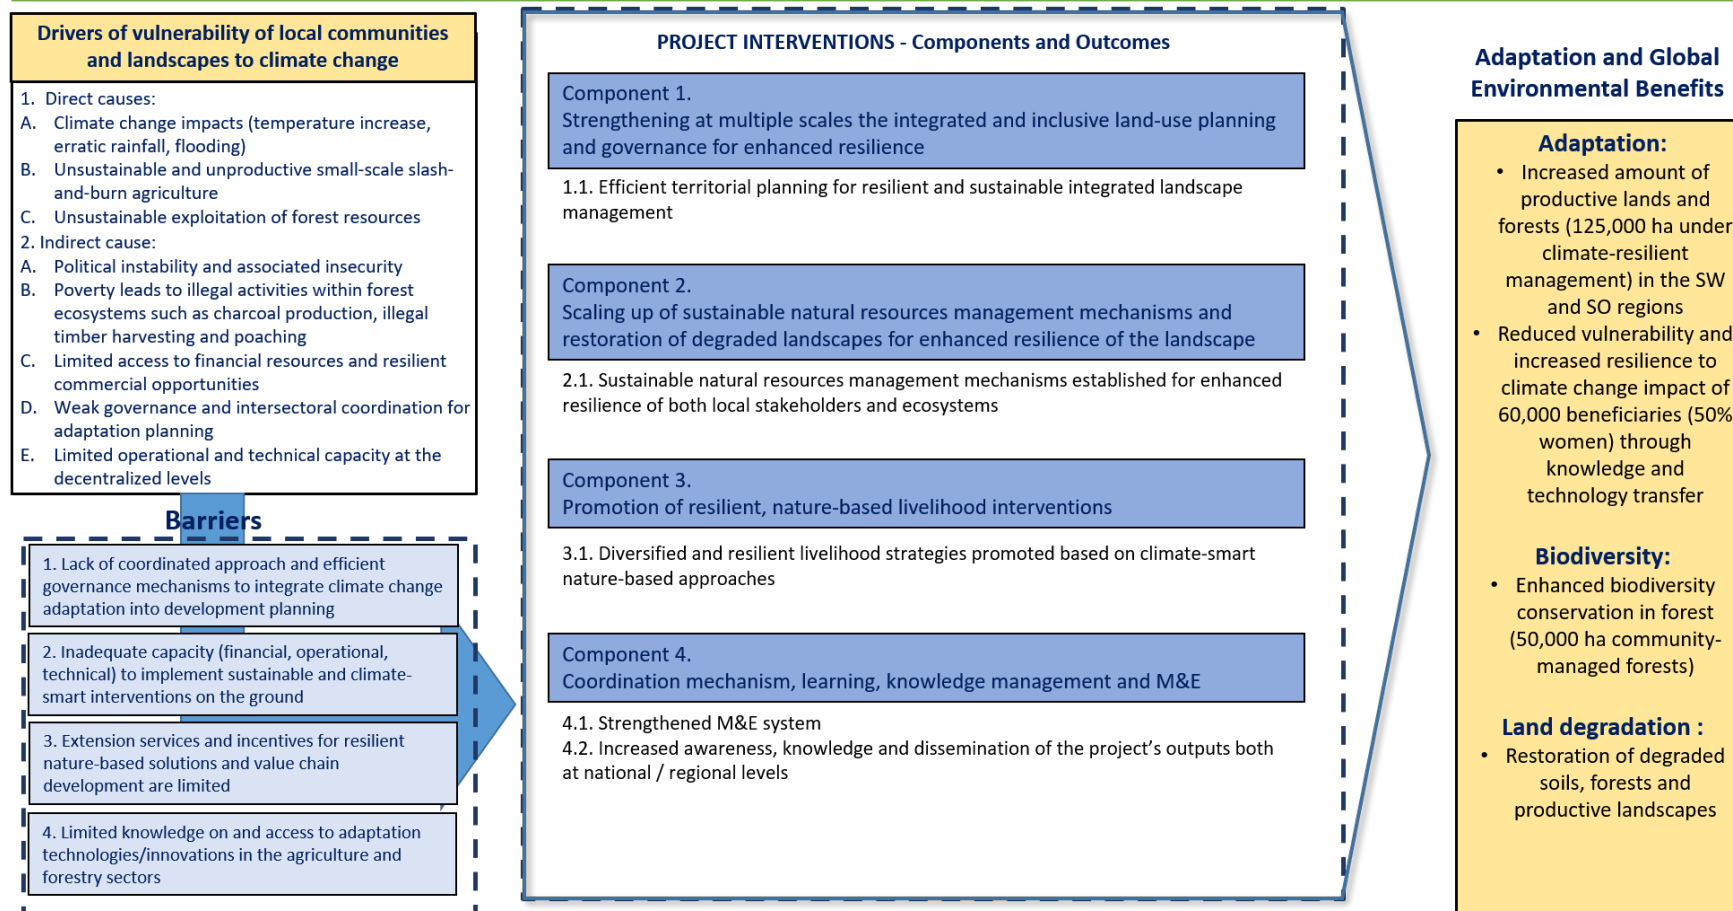 Drivers of vulnerability of local communities
and landscapes to climate change
1. Direct causes:
A. Climate change impacts (temperature increase,
erratic rainfall, flooding)
B. Unsustainable and unproductive small-scale slash-
and-burn agriculture
C. Unsustainable exploitation of forest resources
2. Indirect cause:
A. Political instability and associated insecurity
B. Poverty leads to illegal activities within forest
ecosystems such as charcoal production, illegal
timber harvesting and poaching
C. Limited access to financial resources and resilient
commercial opportunities
D. Weak governance and intersectoral coordination for
adaptation planning
E. Limited operational and technical capacity at the
decentralized levels
Barriers
1. Lack of coordinated approach and efficient
governance mechanisms to integrate climate change
adaptation into development planning
2. Inadequate capacity (financial, operational,
technical) to implement sustainable and climate-
smart interventions on the ground
3. Extension services and incentives for resilient
nature-based solutions and value chain
development are limited
4. Limited knowledge on and access to adaptation
technologies/innovations in the agriculture and
forestry sectors
PROJECT INTERVENTIONS - Components and Outcomes
Component 1.
Strengthening at multiple scales the integrated and inclusive land-use planning
and governance for enhanced resilience
1.1. Efficient territorial planning for resilient and sustainable integrated landscape
management
Component 2.
Scaling up of sustainable natural resources management mechanisms and
restoration of degraded landscapes for enhanced resilience of the landscape
2.1. Sustainable natural resources management mechanisms established for enhanced
resilience of both local stakeholders and ecosystems
Component 3.
Promotion of resilient, nature-based livelihood interventions
3.1. Diversified and resilient livelihood strategies promoted based on climate-smart
nature-based approaches
Component 4.
Coordination mechanism, learning, knowledge management and M&E
4.1. Strengthened M&E system
4.2. Increased awareness, knowledge and dissemination of the project's outputs both
at national / regional levels
Adaptation and Global
Environmental Benefits
Adaptation:
• Increased amount of
productive lands and
forests (125,000 ha under
climate-resilient
management) in the SW
and SO regions
• Reduced vulnerability and
increased resilience to
climate change impact of
60,000 beneficiaries (50%
women) through
knowledge and
technology transfer
Biodiversity:
• Enhanced biodiversity
conservation in forest
(50,000 ha community-
managed forests)
Land degradation :
• Restoration of degraded
soils, forests and
productive landscapes